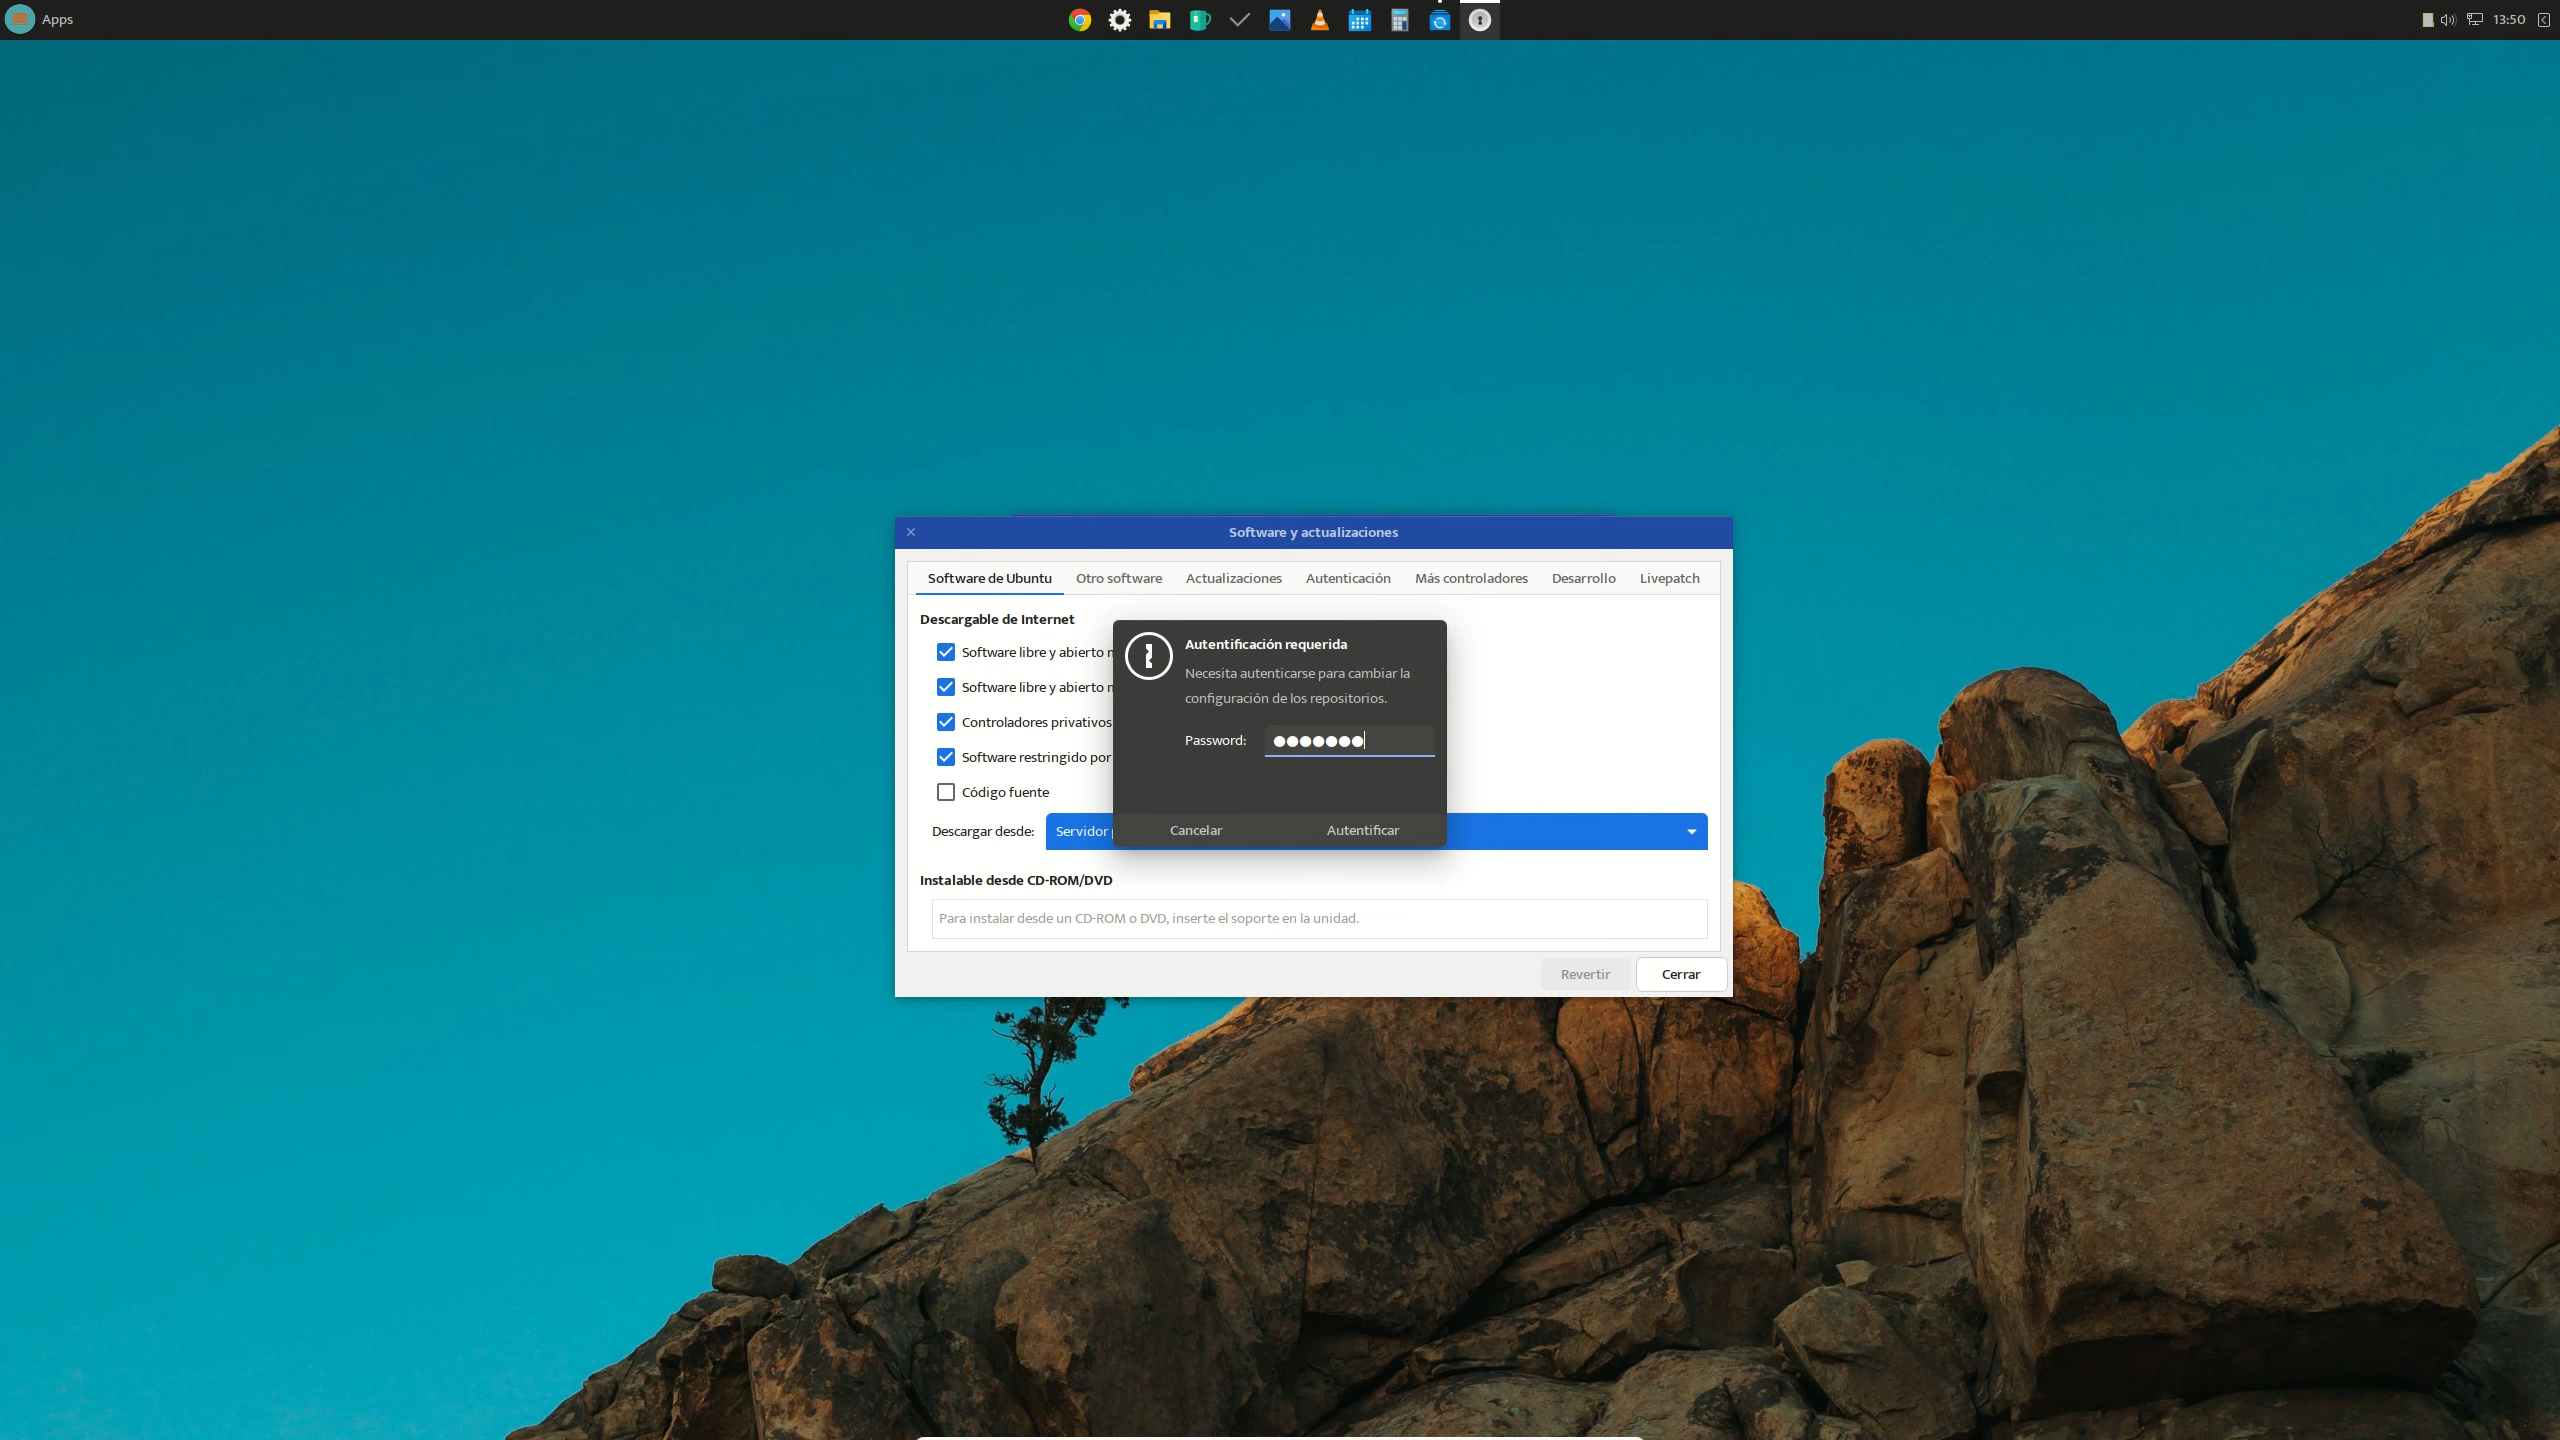 Apps
13:50
Software y actualizaciones
Software de Ubuntu
Otro software
Actualizaciones
Autenticación
Más controladores
Desarrollo
Livepatch
Descargable de Internet
Software libre y abierto
Software libre y abierto
Controladores privativos
Software restringido por
Código fuente
Descargar desde:
Servidor
Autentificación requerida
Necesita autenticarse para cambiar la
configuración de los repositorios.
Password:
Cancelar
Autentificar
Instalable desde CD-ROM/DVD
Para instalar desde un CD-ROM o DVD, inserte el soporte en la unidad.
Revertir
Cerrar